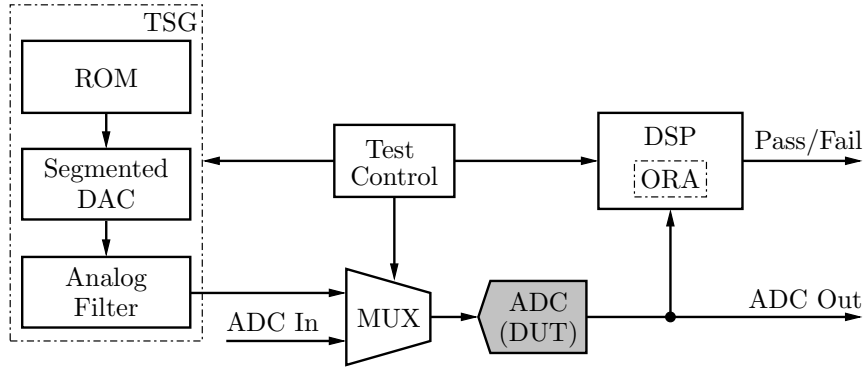 TSG
ROM
Segmented
DAC
Analog
Filter
Test
Control
DSP
ORA
Pass/Fail
ADC In
MUX
ADC
(DUT)
ADC Out